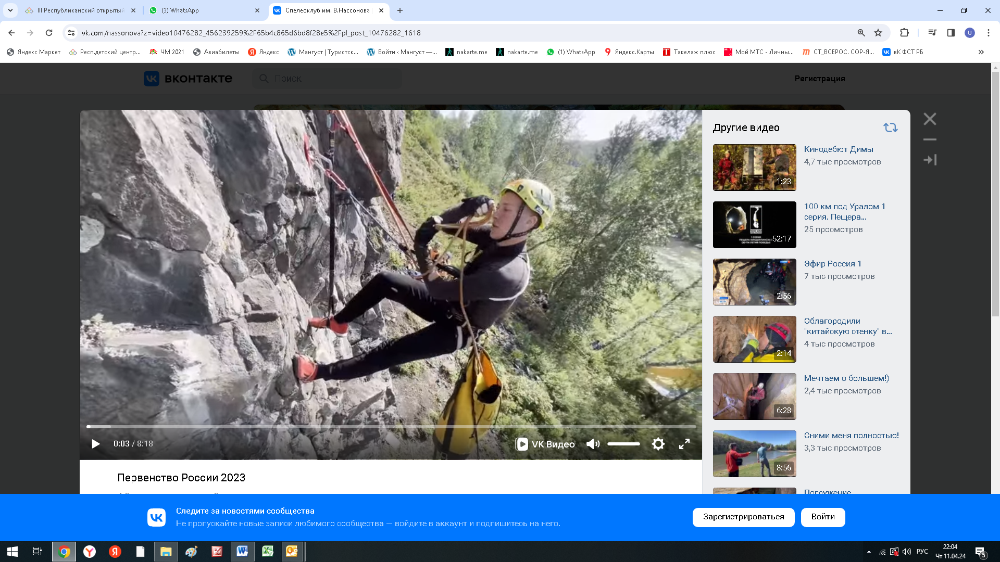 III Республиканский открытый
(3) WhatsApp
Спелеоклуб им. В.Нассонова
vk.com/nassonova?z=video10476282_456239259%2F65b4c865d6bd8f28e5%2Fpl_post_10476282_1618
U
Яндекс Маркет
Респ.детский центр...
ЧМ 2021
Авиабилеты
Яндекс
Мангуст | Туристск...
Войти ‹ Мангуст —...
nakarte.me
nakarte.me
(1) WhatsApp
Яндекс.Карты
Такелаж плюс
Мой МТС - Личны...
СТ_ВСЕРОС. СОР-Я...
вК ФСТ РБ
вконтакте
Поиск
Регистрация
Другие видео
Кинодебют Димы
4,7 тыс просмотров
1:23
100 км под Уралом 1
серия. Пещера...
25 просмотров
52:17
Эфир Россия 1
7 тыс просмотров
2:56
Облагородили
"китайскую стенку" в...
4 тыс просмотров
2:14
Мечтаем о большем!)
2,4 тыс просмотров
6:28
Сними меня полностью!
3,3 тыс просмотров
8:56
Погружение
0:03 / 8:18
VK Видео
Первенство России 2023
Следите за новостями сообщества
Не пропускайте новые записи любимого сообщества — войдите в аккаунт и подпишитесь на него.
Зарегистрироваться
Войти
РУС
22:04
Чт 11.04.24
5